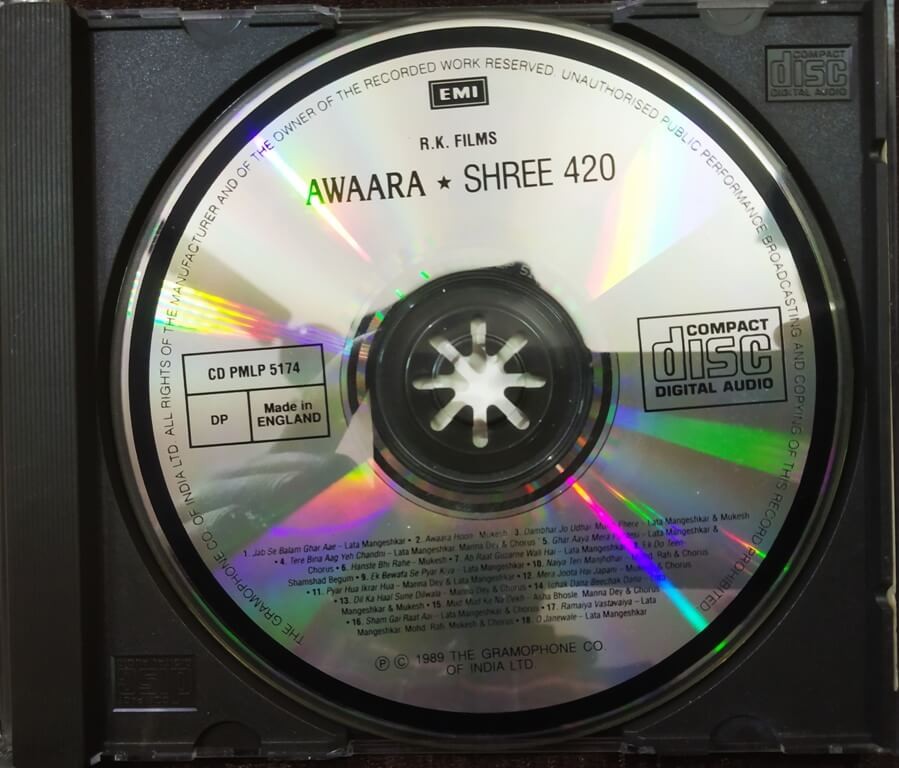 THE GRAMOPHONE CO. OF INDIA LTD. ALL RIGHTS OF THE MANUFACTURER AND OF THE OWNER OF THE RECORDED WORK RESERVED. UNAUTHORISED PUBLIC PERFORMANCE BROADCASTING AND COPYING OF THIS RECORD PROHIBITED.
COMPACT
disc
DIGITAL AUDIO
EMI
R.K. FILMS
AWAARA ★ SHREE 420
CD PMLP 5174
DP
Made in
ENGLAND
COMPACT
disc
DIGITAL AUDIO
1. Jab Se Balam Ghar Aae – Lata Mangeshkar • 2. Awaara Hoon Mukesh 3. Dambhar Jo Udhar Phere – Lata Mangeshkar & Mukesh
• 4. Tere Bina Aag Yeh Chandni – Lata Mangeshkar, Manna Dey & Chorus 5. Ghar Aaya Mera – Lata Mangeshkar &
Chorus • 6. Hanste Bhi Rahe – Mukesh • 7. Ab Raat Guzarne Wali Hai – Lata Mangeshkar 8. Ek Do Teen
Shamshad Begum • 9. Ek Bewafa Se Pyar Kiya – Lata Mangeshkar • 10. Naiya Teri Manjhdhar – Mohd. Rafi & Chorus
• 11. Pyar Hua Ikrar Hua – Manna Dey & Lata Mangeshkar • 12. Mera Joota Hai Japani – Mukesh & Chorus
• 13. Dil Ka Haal Sune Dilwala – Manna Dey & Chorus • 14. Ichak Dana Beechak Dana – Lata
Mangeshkar & Mukesh • 15. Mud Mud Ke Na Dekh – Asha Bhosle, Manna Dey & Chorus
• 16. Sham Gai Raat Aai – Lata Mangeshkar & Chorus • 17. Ramaiya Vastavaiya – Lata
Mangeshkar, Mohd. Rafi, Mukesh & Chorus • 18. O Janewale – Lata Mangeshkar
Ⓟ © 1989 THE GRAMOPHONE CO.
OF INDIA LTD.